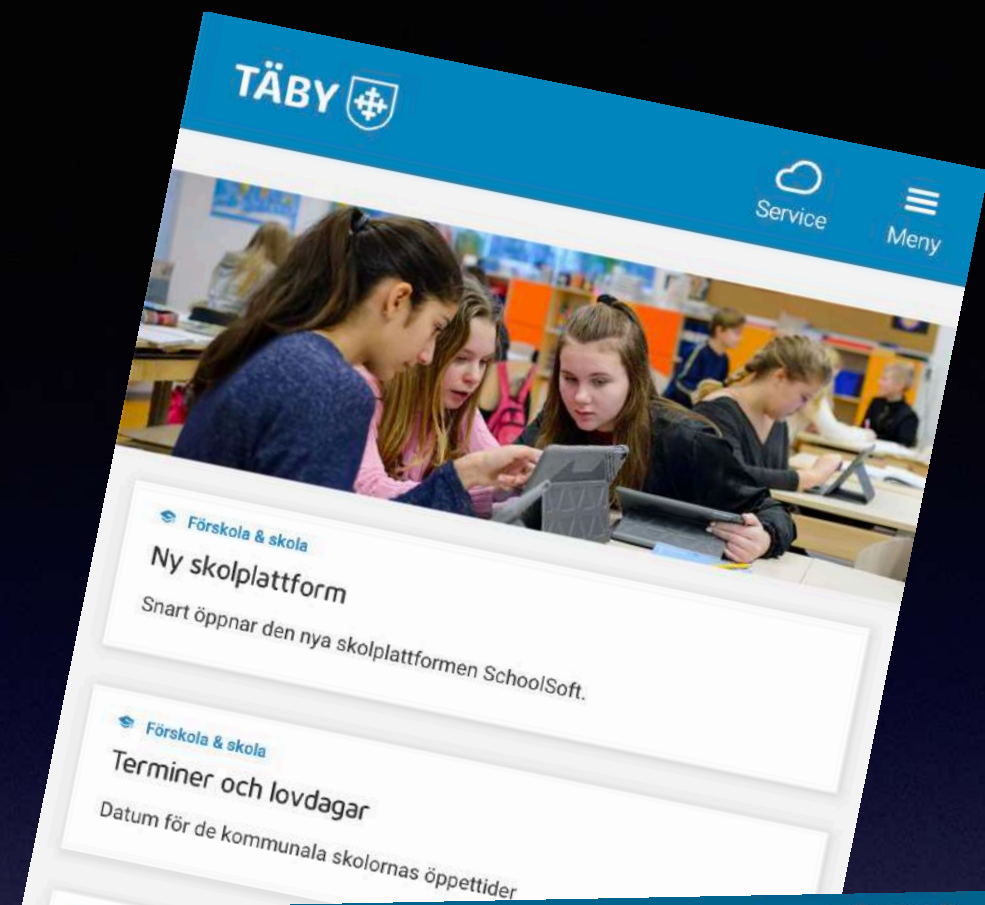 TÄBY
Service
Meny
Förskola & skola
Ny skolplattform
Snart öppnar den nya skolplattformen SchoolSoft.
Förskola & skola
Terminer och lovdagar
Datum för de kommunala skolornas öppettider